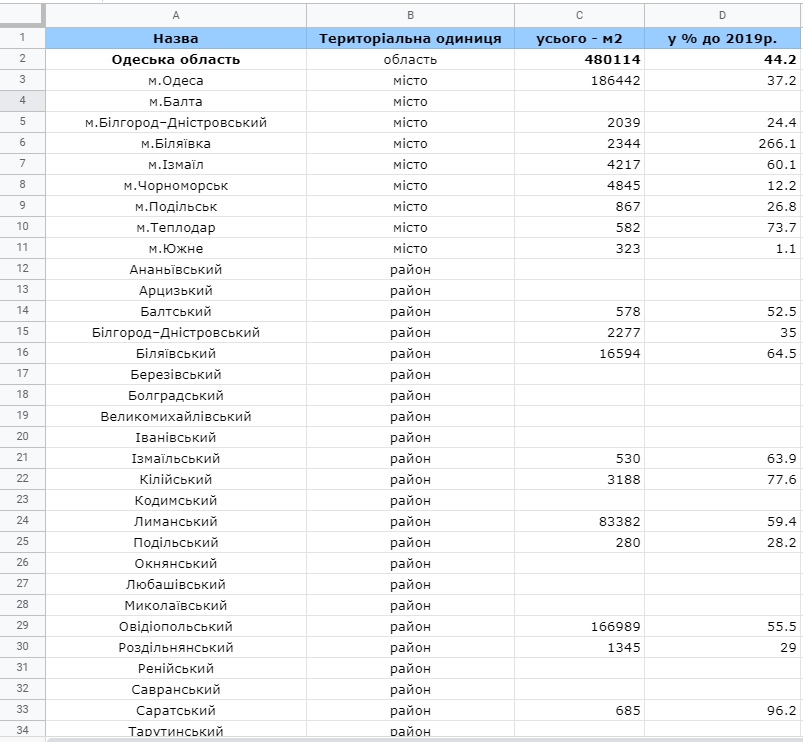 A B C D
1 Назва Територіальна одиниця усього - м2 у % до 2019р.
2 Одеська область область 480114 44.2
3 м.Одеса місто 186442 37.2
4 м.Балта місто
5 м.Білгород–Дністровський місто 2039 24.4
6 м.Біляївка місто 2344 266.1
7 м.Ізмаїл місто 4217 60.1
8 м.Чорноморськ місто 4845 12.2
9 м.Подільськ місто 867 26.8
10 м.Теплодар місто 582 73.7
11 м.Южне місто 323 1.1
12 Ананьївський район
13 Арцизький район
14 Балтський район 578 52.5
15 Білгород–Дністровський район 2277 35
16 Біляївський район 16594 64.5
17 Березівський район
18 Болградський район
19 Великомихайлівський район
20 Іванівський район
21 Ізмаїльський район 530 63.9
22 Кілійський район 3188 77.6
23 Кодимський район
24 Лиманський район 83382 59.4
25 Подільський район 280 28.2
26 Окнянський район
27 Любашівський район
28 Миколаївський район
29 Овідіопольський район 166989 55.5
30 Роздільнянський район 1345 29
31 Ренійський район
32 Савранський район
33 Саратський район 685 96.2
34 Тарутинський район